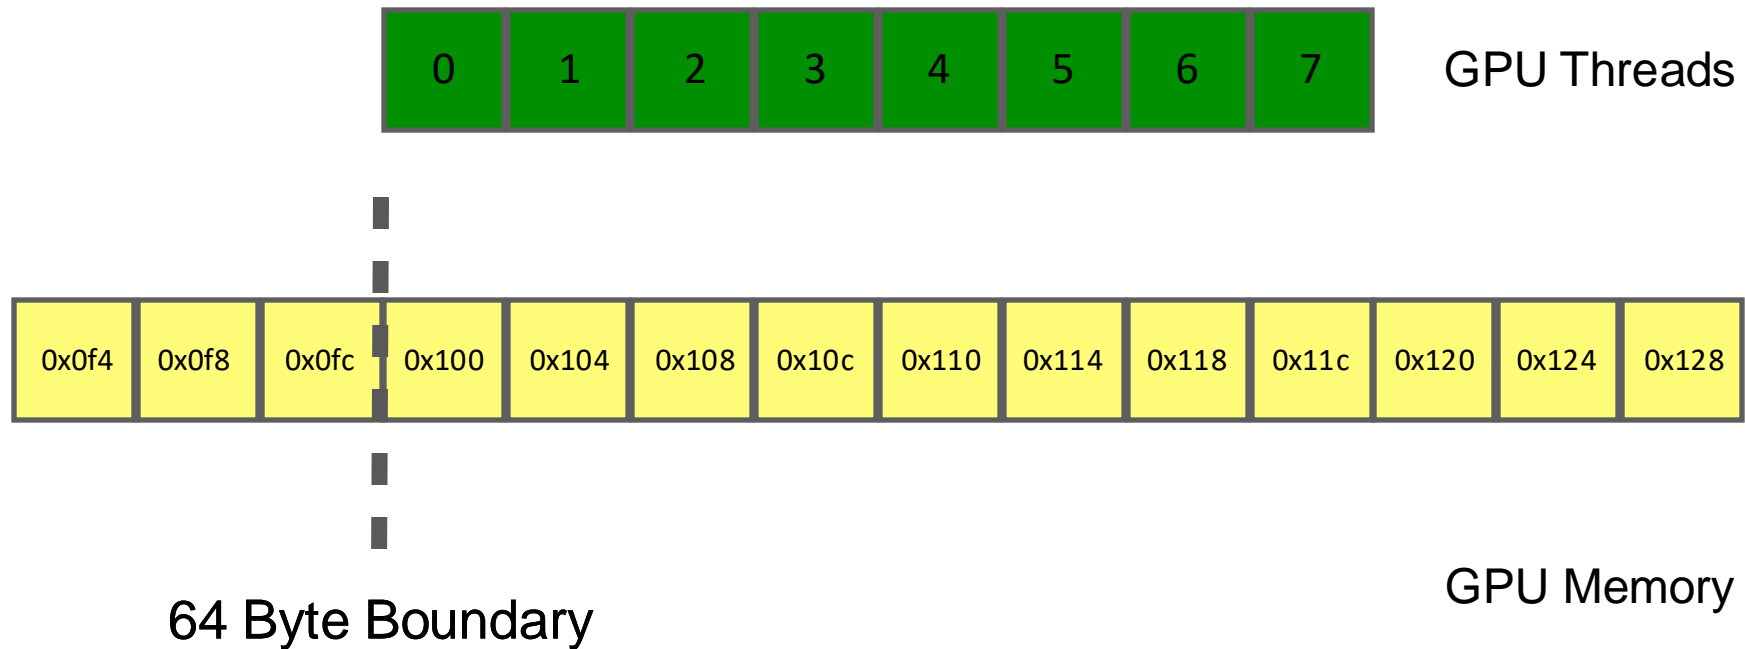 0 1 2 3 4 5 6 7 GPU Threads
0x0f4 0x0f8 0x0fc 0x100 0x104 0x108 0x10c 0x110 0x114 0x118 0x11c 0x120 0x124 0x128
64 Byte Boundary
GPU Memory